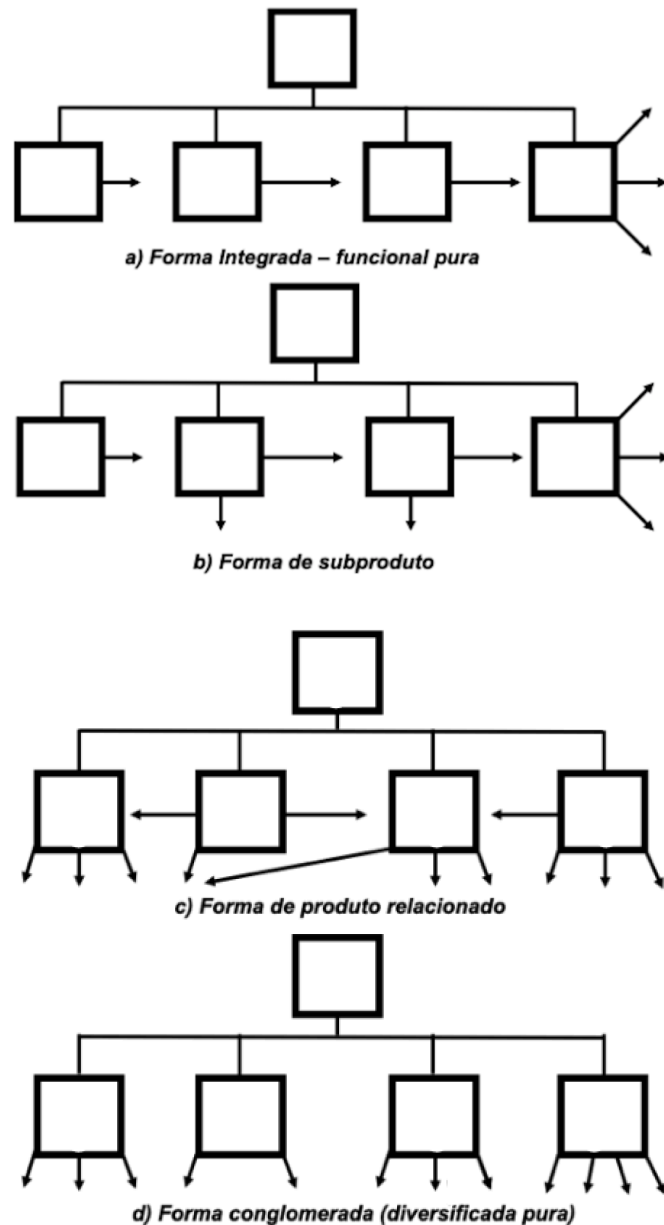 a) Forma Integrada – funcional pura
b) Forma de subproduto
c) Forma de produto relacionado
d) Forma conglomerada (diversificada pura)